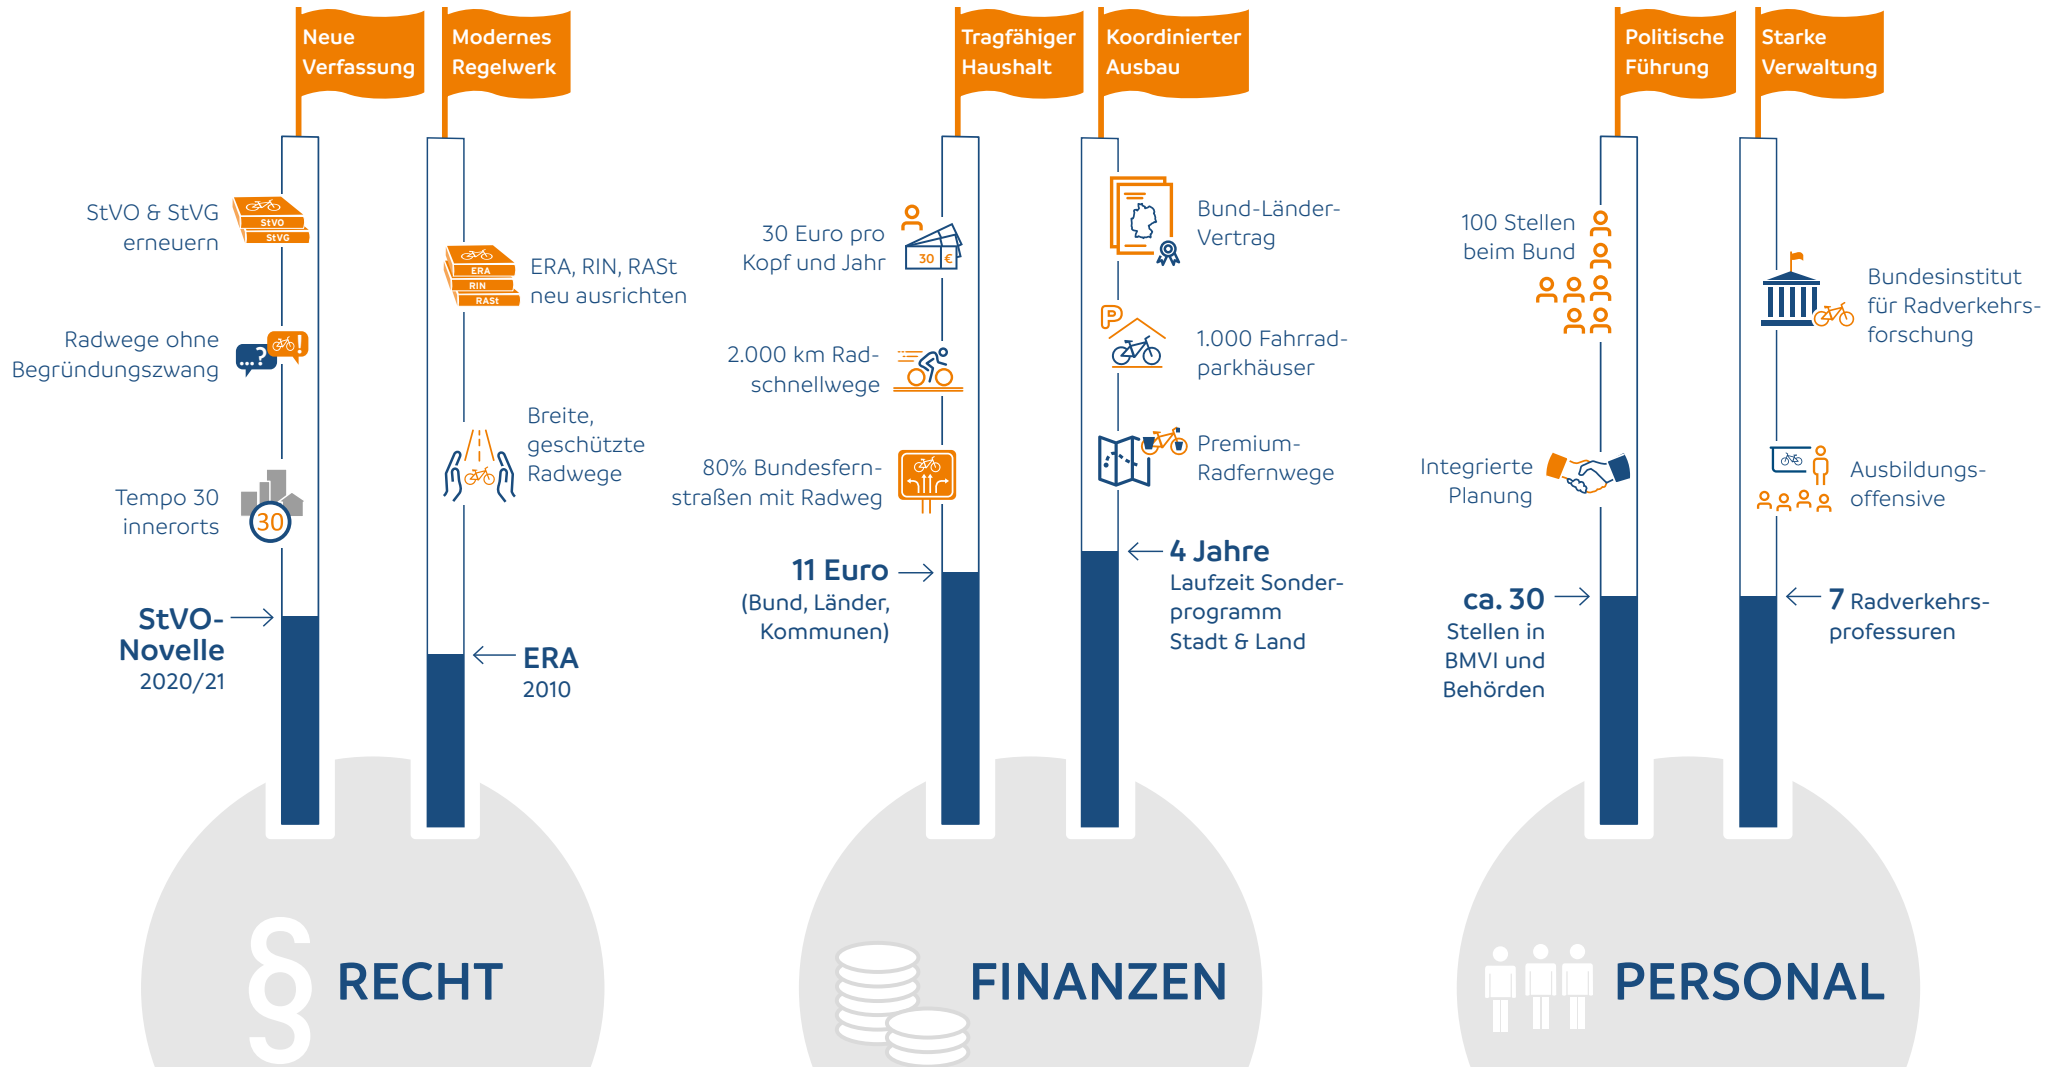 Neue
Verfassung
StVO & StVG
erneuern
StVO
StVG
Radwege ohne
Begründungszwang
...?
!
Tempo 30
innerorts
30
StVO-
Novelle
2020/21
Modernes
Regelwerk
ERA
RIN
RASt
ERA, RIN, RASt
neu ausrichten
Breite,
geschützte
Radwege
ERA
2010
§ RECHT
Tragfähiger
Haushalt
30 Euro pro
Kopf und Jahr
30 €
2.000 km Rad-
schnellwege
80% Bundesfern-
straßen mit Radweg
11 Euro
(Bund, Länder,
Kommunen)
Koordinierter
Ausbau
Bund-Länder-
Vertrag
P
1.000 Fahrrad-
parkhäuser
Premium-
Radfernwege
4 Jahre
Laufzeit Sonder-
programm
Stadt & Land
FINANZEN
Politische
Führung
100 Stellen
beim Bund
Integrierte
Planung
ca. 30
Stellen in
BMVI und
Behörden
Starke
Verwaltung
Bundesinstitut
für Radverkehrs-
forschung
Ausbildungs-
offensive
7 Radverkehrs-
professuren
PERSONAL